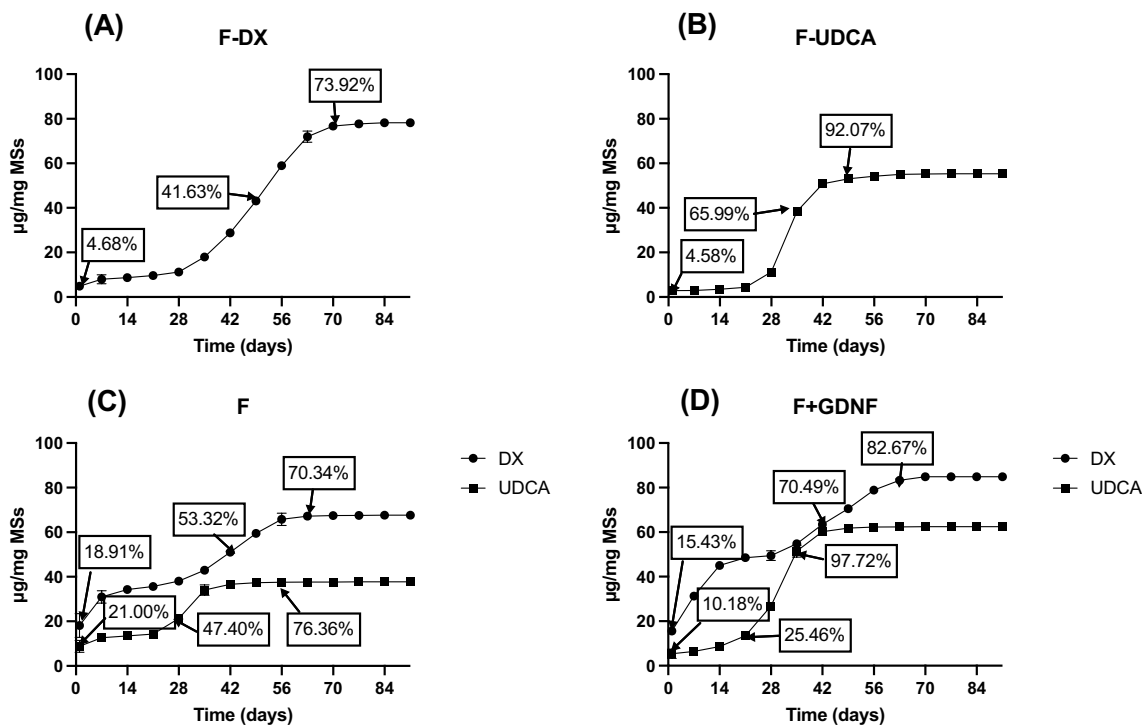 (A)
F-DX
µg/mg MSs
100
80
60
40
20
0
73.92%
41.63%
4.68%
0 14 28 42 56 70 84
Time (days)
(B)
F-UDCA
µg/mg MSs
100
80
60
40
20
0
92.07%
65.99%
4.58%
0 14 28 42 56 70 84
Time (days)
(C)
F
µg/mg MSs
100
80
60
40
20
0
70.34%
53.32%
18.91%
21.00%
47.40%
76.36%
0 14 28 42 56 70 84
Time (days)
DX
UDCA
(D)
F+GDNF
µg/mg MSs
100
80
60
40
20
0
82.67%
70.49%
15.43%
97.72%
10.18%
25.46%
0 14 28 42 56 70 84
Time (days)
DX
UDCA